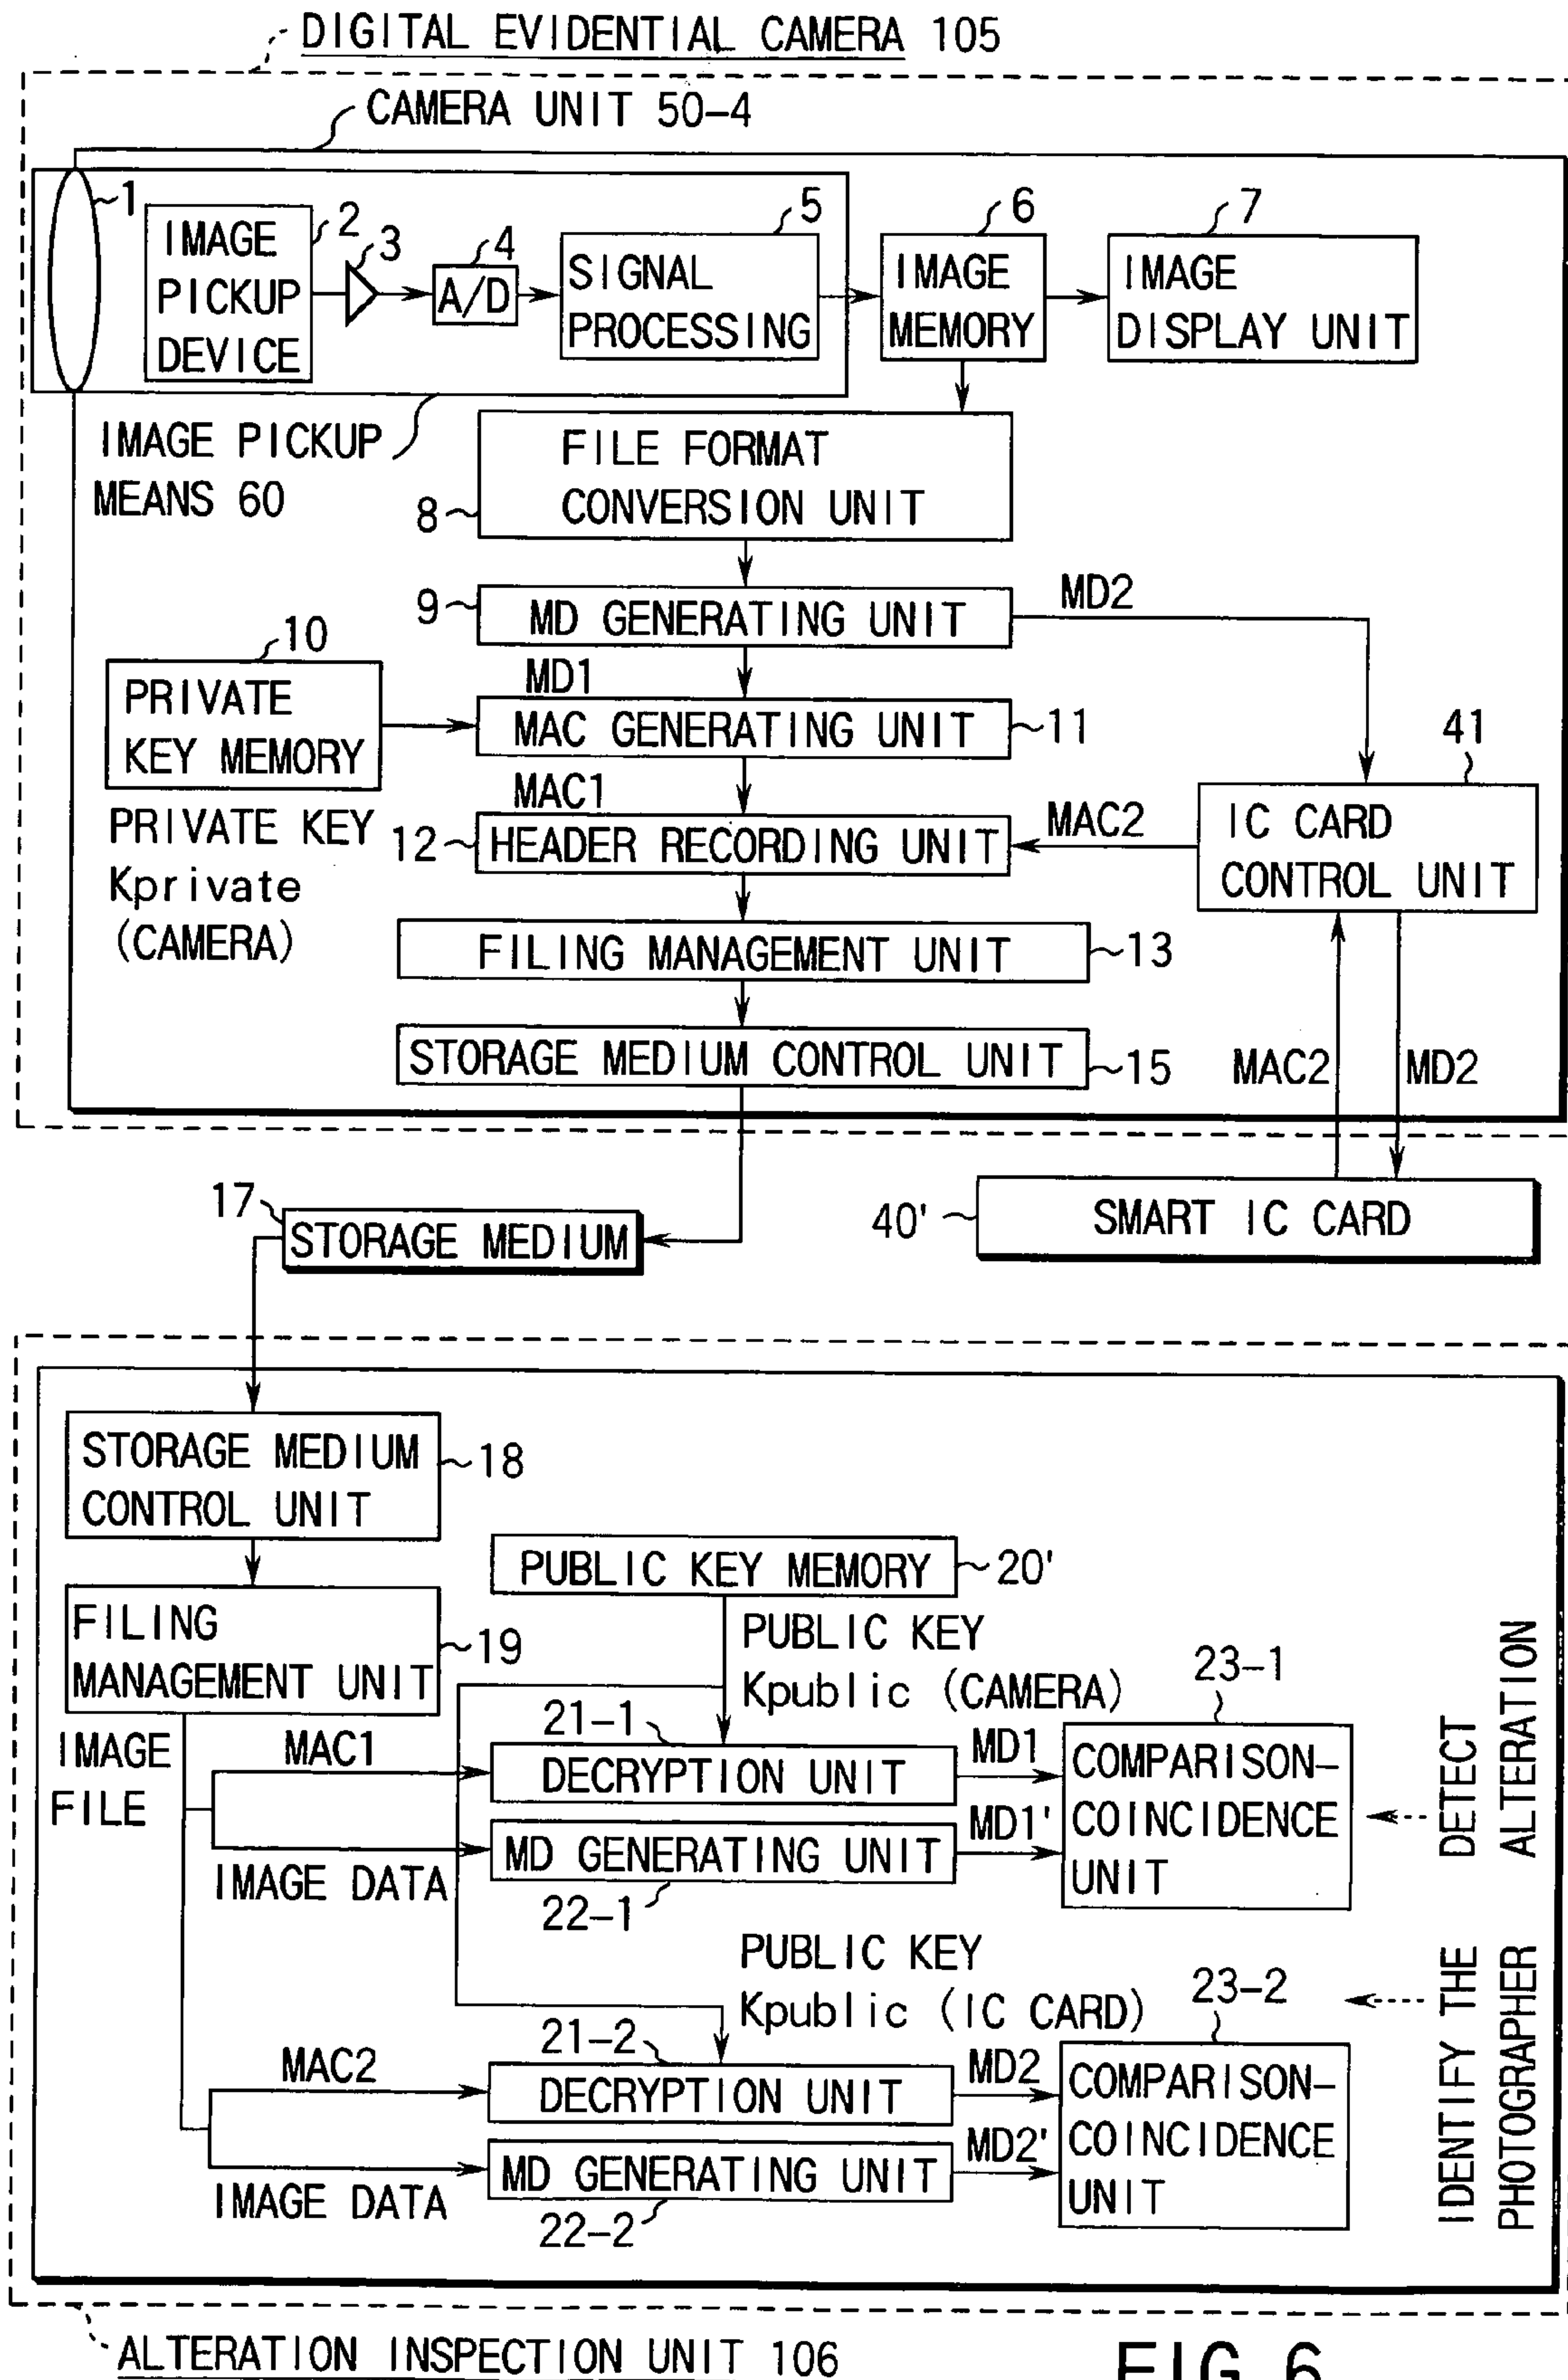 DIGITAL EVIDENTIAL CAMERA 105
CAMERA UNIT 50-4
1
IMAGE
PICKUP
DEVICE
2
3
4
A/D
5
SIGNAL
PROCESSING
6
IMAGE
MEMORY
7
IMAGE
DISPLAY UNIT
IMAGE PICKUP
MEANS 60
8
FILE FORMAT
CONVERSION UNIT
9
MD GENERATING UNIT
MD2
10
PRIVATE
KEY MEMORY
MD1
MAC GENERATING UNIT
11
41
PRIVATE KEY
Kprivate
(CAMERA)
MAC1
12
HEADER RECORDING UNIT
MAC2
IC CARD
CONTROL UNIT
FILING MANAGEMENT UNIT
13
STORAGE MEDIUM CONTROL UNIT
15
MAC2
MD2
17
STORAGE MEDIUM
40'
SMART IC CARD
STORAGE MEDIUM
CONTROL UNIT
18
PUBLIC KEY MEMORY
20'
FILING
MANAGEMENT UNIT
19
PUBLIC KEY
Kpublic (CAMERA)
23-1
IMAGE
FILE
MAC1
21-1
DECRYPTION UNIT
MD1
COMPARISON-
COINCIDENCE
UNIT
DETECT
ALTERATION
IMAGE DATA
MD GENERATING UNIT
22-1
MD1'
PUBLIC KEY
Kpublic (IC CARD)
23-2
IDENTIFY THE
PHOTOGRAPHER
MAC2
21-2
DECRYPTION UNIT
MD2
COMPARISON-
COINCIDENCE
UNIT
IMAGE DATA
MD GENERATING UNIT
22-2
MD2'
ALTERATION INSPECTION UNIT 106
FIG. 6